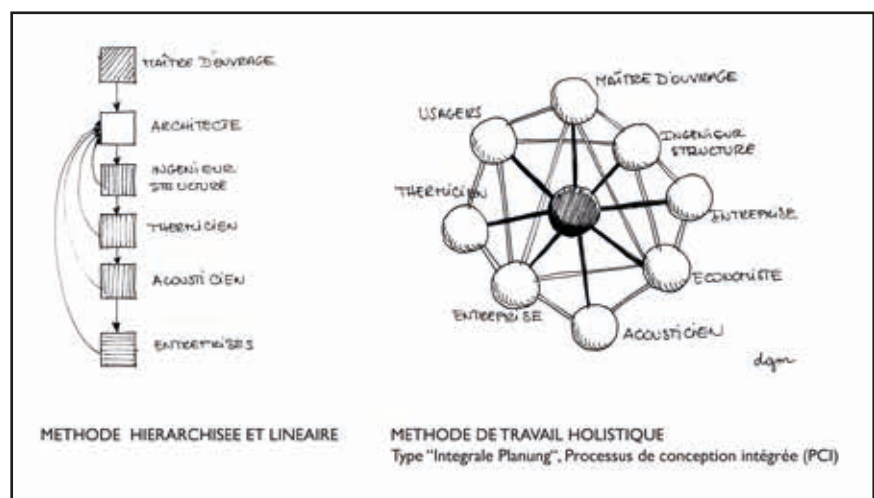 MAÎTRE D'OUVRAGE
ARCHITECTE
INGENIEUR
STRUCTURE
THERMICIEN
ACOUSTICIEN
ENTREPRISES
METHODE HIERARCHISEE ET LINEAIRE
MAÎTRE D'OUVRAGE
USAGERS
INGENIEUR
STRUCTURE
THERMICIEN
ENTREPRISE
ECONOMISTE
ENTREPRISE
ACOUSTICIEN
dqm
METHODE DE TRAVAIL HOLISTIQUE
Type "Integrale Planung", Processus de conception intégrée (PCI)